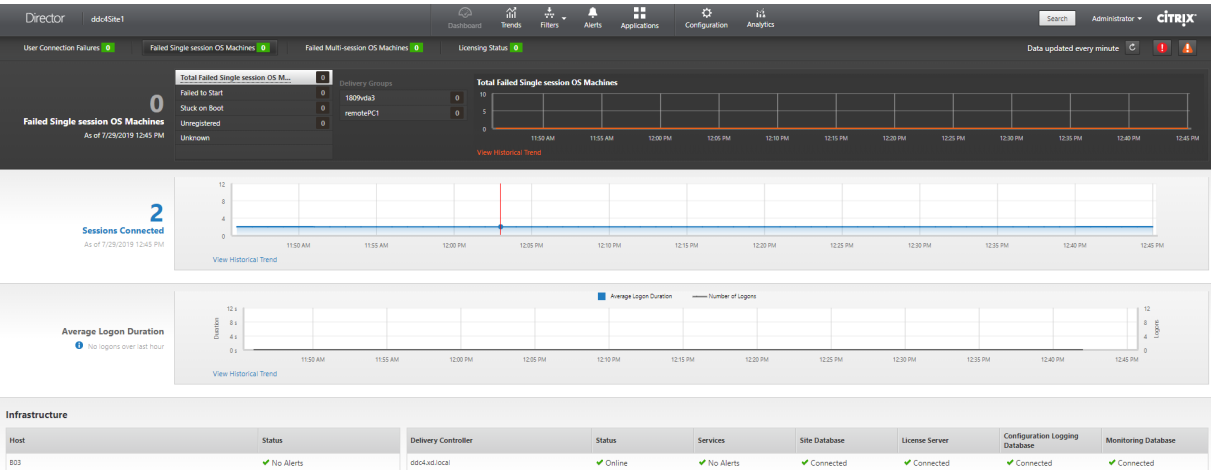 Director ddc4Site1 Dashboard Trends Filters Alerts Applications Configuration Analytics Search Administrator CİTRIX
User Connection Failures 0 Failed Single session OS Machines 0 Failed Multi-session OS Machines 0 Licensing Status 0 Data updated every minute
0
Failed Single session OS Machines
As of 7/29/2019 12:45 PM
Total Failed Single session OS M... 0
Failed to Start 0
Stuck on Boot 0
Unregistered 0
Unknown
Delivery Groups
1809vda3 0
remotePC1 0
Total Failed Single session OS Machines
10
5
0
11:50 AM 11:55 AM 12:00 PM 12:05 PM 12:10 PM 12:15 PM 12:20 PM 12:25 PM 12:30 PM 12:35 PM 12:40 PM 12:45 PM
View Historical Trend
2
Sessions Connected
As of 7/29/2019 12:45 PM
12
8
4
0
11:50 AM 11:55 AM 12:00 PM 12:05 PM 12:10 PM 12:15 PM 12:20 PM 12:25 PM 12:30 PM 12:35 PM 12:40 PM 12:45 PM
View Historical Trend
Average Logon Duration
No logons over last hour
Average Logon Duration Number of Logons
Duration
12 s
8 s
4 s
0 s
12
8
4
0
Logons
11:50 AM 11:55 AM 12:00 PM 12:05 PM 12:10 PM 12:15 PM 12:20 PM 12:25 PM 12:30 PM 12:35 PM 12:40 PM 12:45 PM
View Historical Trend
Infrastructure
Host Status
B03 No Alerts
Delivery Controller Status Services Site Database License Server Configuration Logging Database Monitoring Database
ddc4.xd.local Online No Alerts Connected Connected Connected Connected